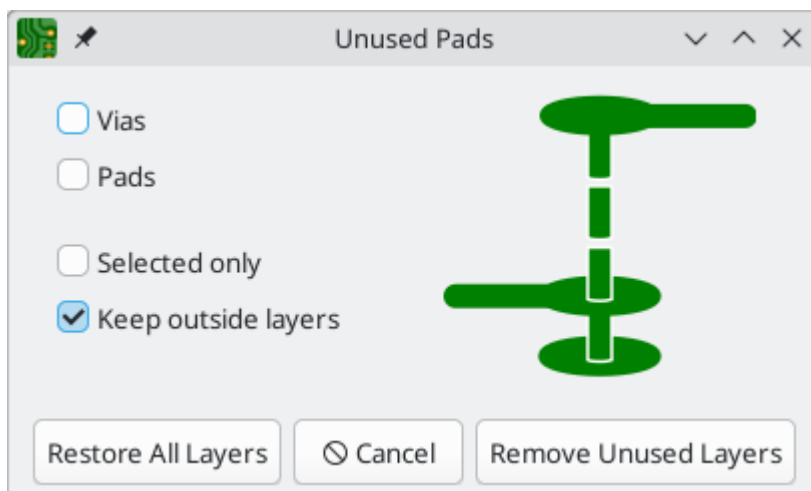 Unused Pads
Vias
Pads
Selected only
Keep outside layers
Restore All Layers
Cancel
Remove Unused Layers